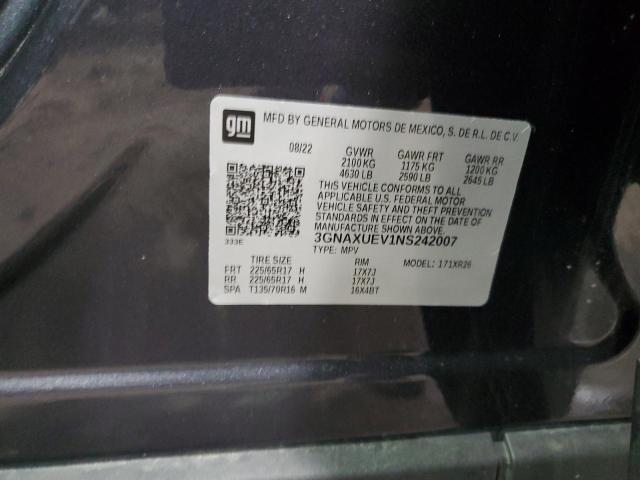 gm MFD BY GENERAL MOTORS DE MEXICO, S. DE R.L. DE C.V.
08/22 GVWR GAWR FRT GAWR RR
2100 KG 1175 KG 1200 KG
4630 LB 2590 LB 2645 LB
THIS VEHICLE CONFORMS TO ALL
APPLICABLE U.S. FEDERAL MOTOR
VEHICLE SAFETY AND THEFT PREVENTION
STANDARDS IN EFFECT ON THE DATE OF
MANUFACTURE SHOWN ABOVE.
333E 3GNAXUEV1NS242007
TYPE: MPV MODEL: 171XR26
TIRE SIZE RIM
FRT 225/65R17 H 17X7J
RR 225/65R17 H 17X7J
SPA T135/70R16 M 16X4BT